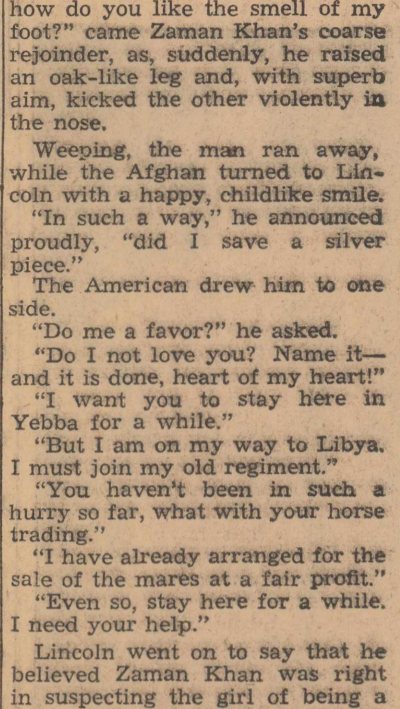 how do you like the smell of my
foot?” came Zaman Khan’s coarse
rejoinder, as, suddenly, he raised
an oak-like leg and, with superb
aim, kicked the other violently in
the nose.
Weeping, the man ran away,
while the Afghan turned to Lin-
coln with a happy, childlike smile.
“In such a way,” he announced
proudly, “did I save a silver
piece.”
The American drew him to one
side.
“Do me a favor?” he asked.
“Do I not love you? Name it—
and it is done, heart of my heart!”
“I want you to stay here in
Yebba for a while.”
“But I am on my way to Libya.
I must join my old regiment.”
“You haven’t been in such a
hurry so far, what with your horse
trading.”
“I have already arranged for the
sale of the mares at a fair profit.”
“Even so, stay here for a while.
I need your help.”
Lincoln went on to say that he
believed Zaman Khan was right
in suspecting the girl of being a